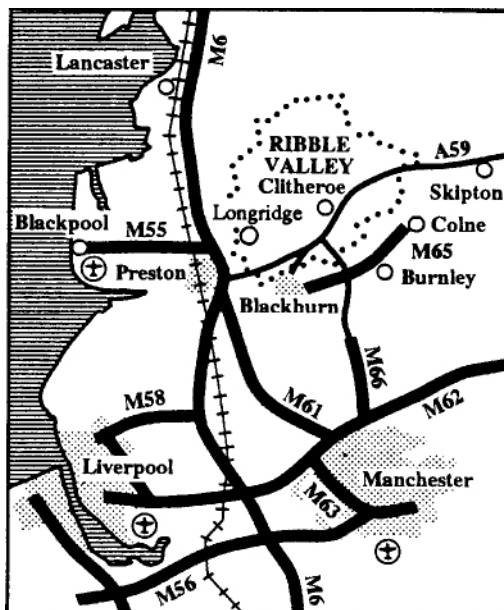 M6
Lancaster
RIBBLE
VALLEY
Clitheroe
A59
Skipton
Longridge
Colne
Blackpool
M55
M65
Preston
Burnley
Blackburn
M66
M58
M61
M62
Liverpool
Manchester
M63
M56
M6